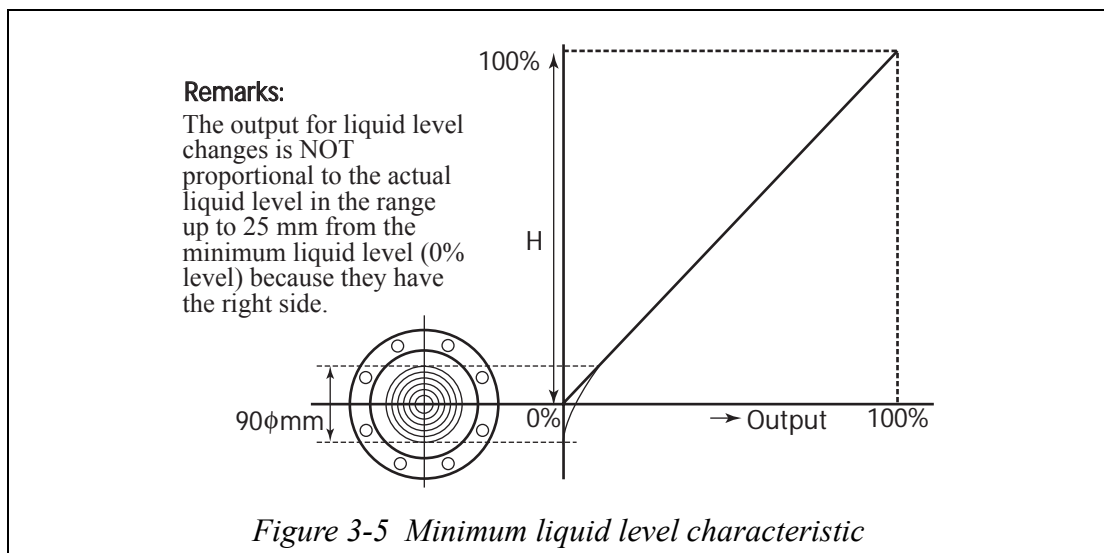 100%
Remarks:
The output for liquid level
changes is NOT
proportional to the actual
liquid level in the range
up to 25 mm from the
minimum liquid level (0%
level) because they have
the right side.
H
90ϕmm
0%
→ Output
100%
Figure 3-5 Minimum liquid level characteristic